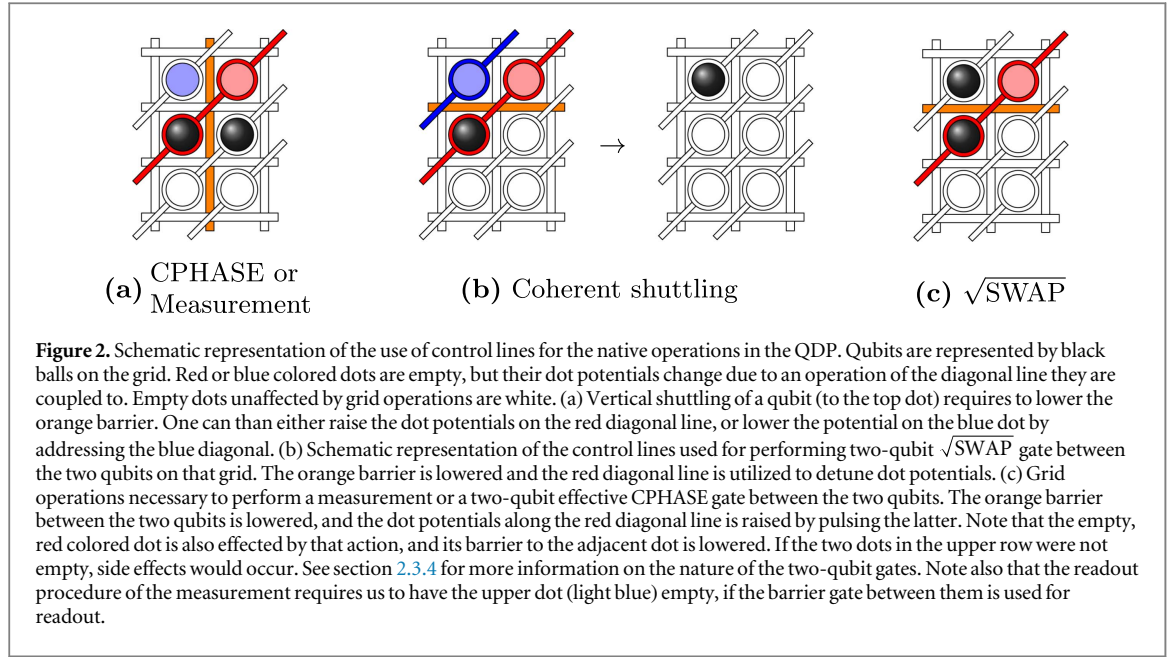 (a) CPHASE or
Measurement
→
(b) Coherent shuttling
(c) √SWAP
Figure 2. Schematic representation of the use of control lines for the native operations in the QDP. Qubits are represented by black
balls on the grid. Red or blue colored dots are empty, but their dot potentials change due to an operation of the diagonal line they are
coupled to. Empty dots unaffected by grid operations are white. (a) Vertical shuttling of a qubit (to the top dot) requires to lower the
orange barrier. One can than either raise the dot potentials on the red diagonal line, or lower the potential on the blue dot by
addressing the blue diagonal. (b) Schematic representation of the control lines used for performing two-qubit √SWAP gate between
the two qubits on that grid. The orange barrier is lowered and the red diagonal line is utilized to detune dot potentials. (c) Grid
operations necessary to perform a measurement or a two-qubit effective CPHASE gate between the two qubits. The orange barrier
between the two qubits is lowered, and the dot potentials along the red diagonal line is raised by pulsing the latter. Note that the empty,
red colored dot is also effected by that action, and its barrier to the adjacent dot is lowered. If the two dots in the upper row were not
empty, side effects would occur. See section 2.3.4 for more information on the nature of the two-qubit gates. Note also that the readout
procedure of the measurement requires us to have the upper dot (light blue) empty, if the barrier gate between them is used for
readout.